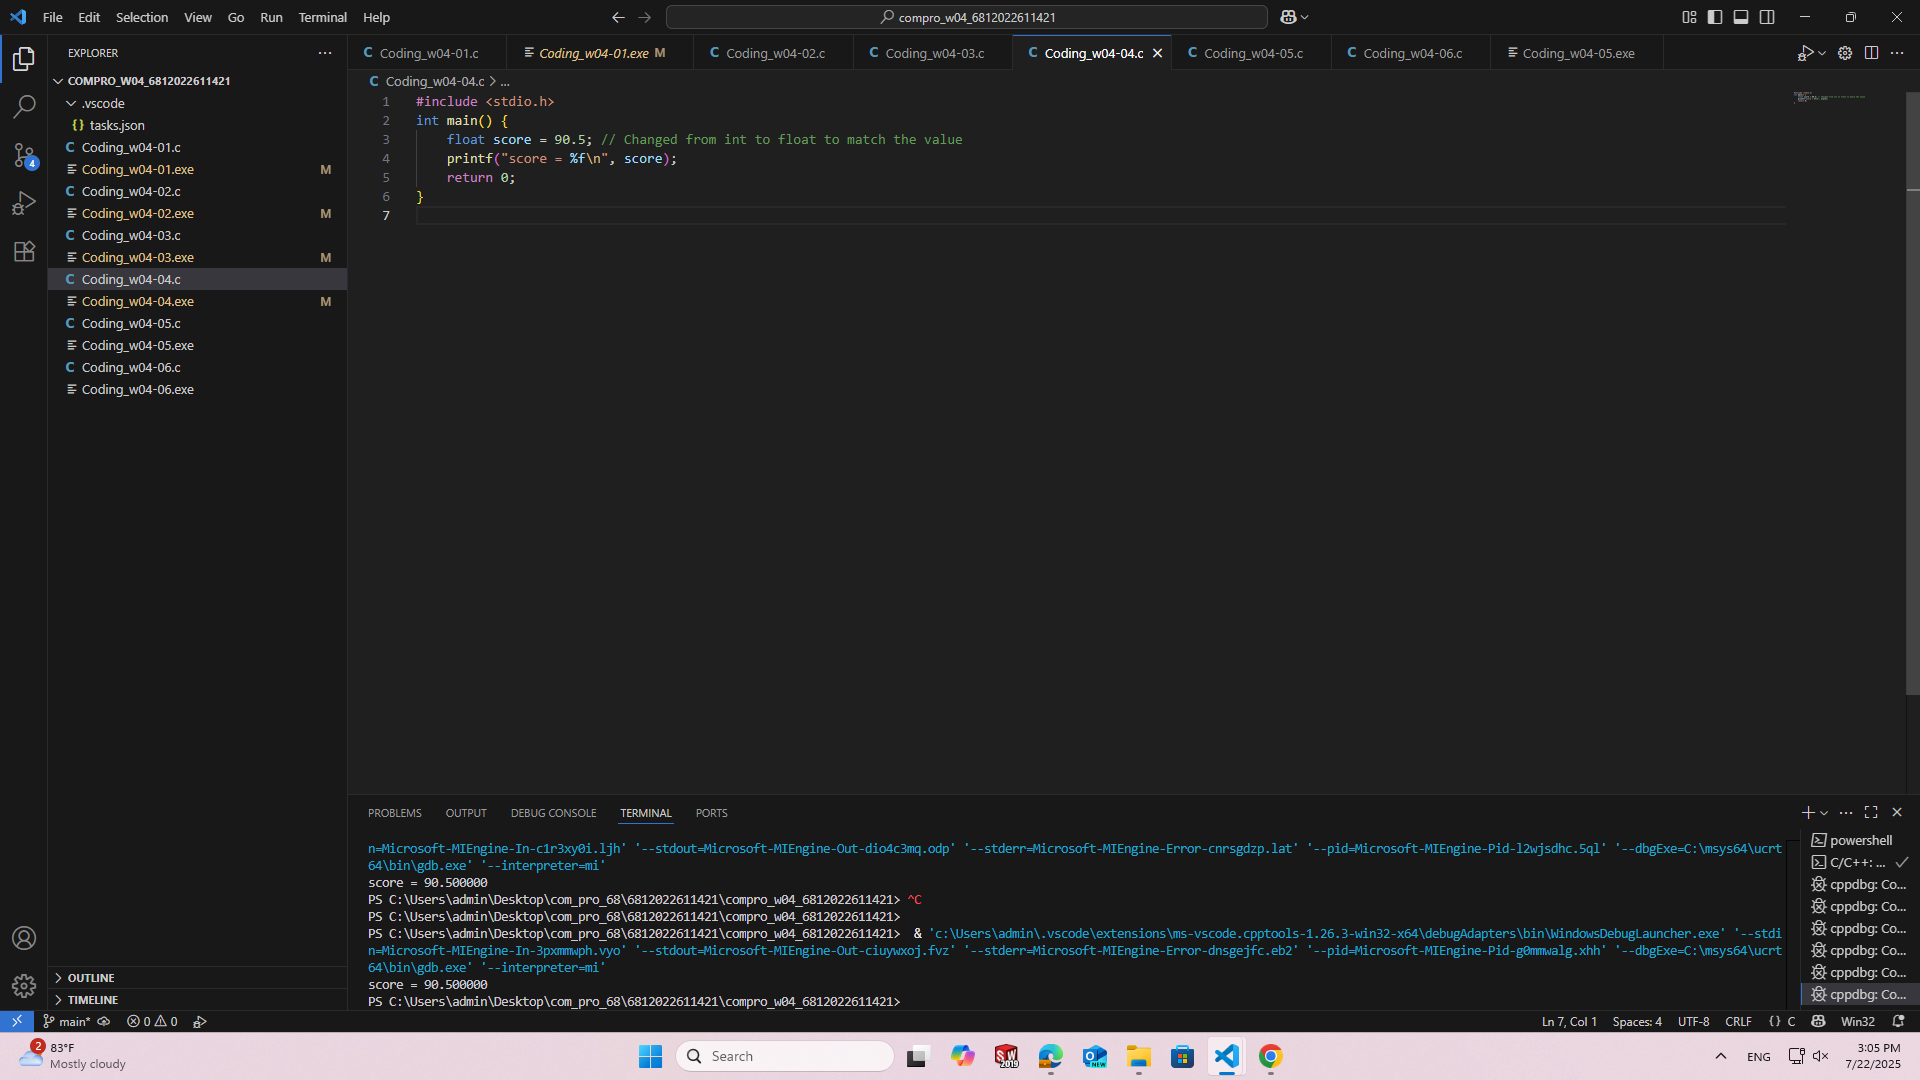 File Edit Selection View Go Run Terminal Help
compro_w04_6812022611421
EXPLORER
COMPRO_W04_6812022611421
.vscode
{} tasks.json
C Coding_w04-01.c
Coding_w04-01.exe M
C Coding_w04-02.c
Coding_w04-02.exe M
C Coding_w04-03.c
Coding_w04-03.exe M
C Coding_w04-04.c
Coding_w04-04.exe M
C Coding_w04-05.c
Coding_w04-05.exe
C Coding_w04-06.c
Coding_w04-06.exe
OUTLINE
TIMELINE
4
C Coding_w04-01.c
Coding_w04-01.exe M
C Coding_w04-02.c
C Coding_w04-03.c
C Coding_w04-04.c
C Coding_w04-05.c
C Coding_w04-06.c
Coding_w04-05.exe
C Coding_w04-04.c > ...
1 #include <stdio.h>
2 int main() {
3 float score = 90.5; // Changed from int to float to match the value
4 printf("score = %f\n", score);
5 return 0;
6 }
7
PROBLEMS OUTPUT DEBUG CONSOLE TERMINAL PORTS
n=Microsoft-MIEngine-In-c1r3xy0i.ljh' '--stdout=Microsoft-MIEngine-Out-dio4c3mq.odp' '--stderr=Microsoft-MIEngine-Error-cnrsgdzp.lat' '--pid=Microsoft-MIEngine-Pid-l2wjsdhc.5ql' '--dbgExe=C:\msys64\ucrt
64\bin\gdb.exe' '--interpreter=mi'
score = 90.500000
PS C:\Users\admin\Desktop\com_pro_68\6812022611421\compro_w04_6812022611421> ^C
PS C:\Users\admin\Desktop\com_pro_68\6812022611421\compro_w04_6812022611421>
PS C:\Users\admin\Desktop\com_pro_68\6812022611421\compro_w04_6812022611421> & 'c:\Users\admin\.vscode\extensions\ms-vscode.cpptools-1.26.3-win32-x64\debugAdapters\bin\WindowsDebugLauncher.exe' '--stdi
n=Microsoft-MIEngine-In-3pxmmwph.vyo' '--stdout=Microsoft-MIEngine-Out-ciuywxoj.fvz' '--stderr=Microsoft-MIEngine-Error-dnsgejfc.eb2' '--pid=Microsoft-MIEngine-Pid-g0mmwalg.xhh' '--dbgExe=C:\msys64\ucrt
64\bin\gdb.exe' '--interpreter=mi'
score = 90.500000
PS C:\Users\admin\Desktop\com_pro_68\6812022611421\compro_w04_6812022611421>
powershell
C/C++: ...
cppdbg: Co...
cppdbg: Co...
cppdbg: Co...
cppdbg: Co...
cppdbg: Co...
cppdbg: Co...
main* 0 0
Ln 7, Col 1 Spaces: 4 UTF-8 CRLF {} C Win32
2
83°F
Mostly cloudy
Search
SW 2019
NEW
ENG
3:05 PM
7/22/2025